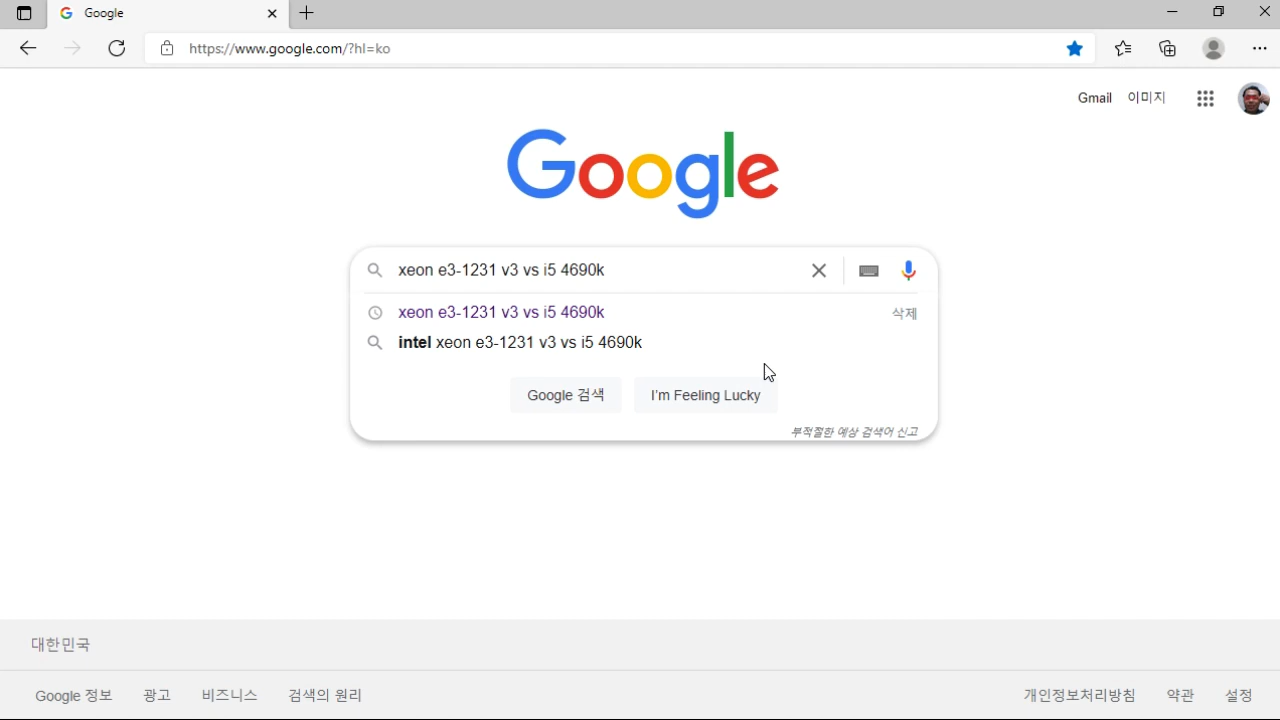 Google
https://www.google.com/?hl=ko
Gmail 이미지
Google
xeon e3-1231 v3 vs i5 4690k
xeon e3-1231 v3 vs i5 4690k 삭제
intel xeon e3-1231 v3 vs i5 4690k
Google 검색 I'm Feeling Lucky
부적절한 예상 검색어 신고
대한민국
Google 정보 광고 비즈니스 검색의 원리 개인정보처리방침 약관 설정